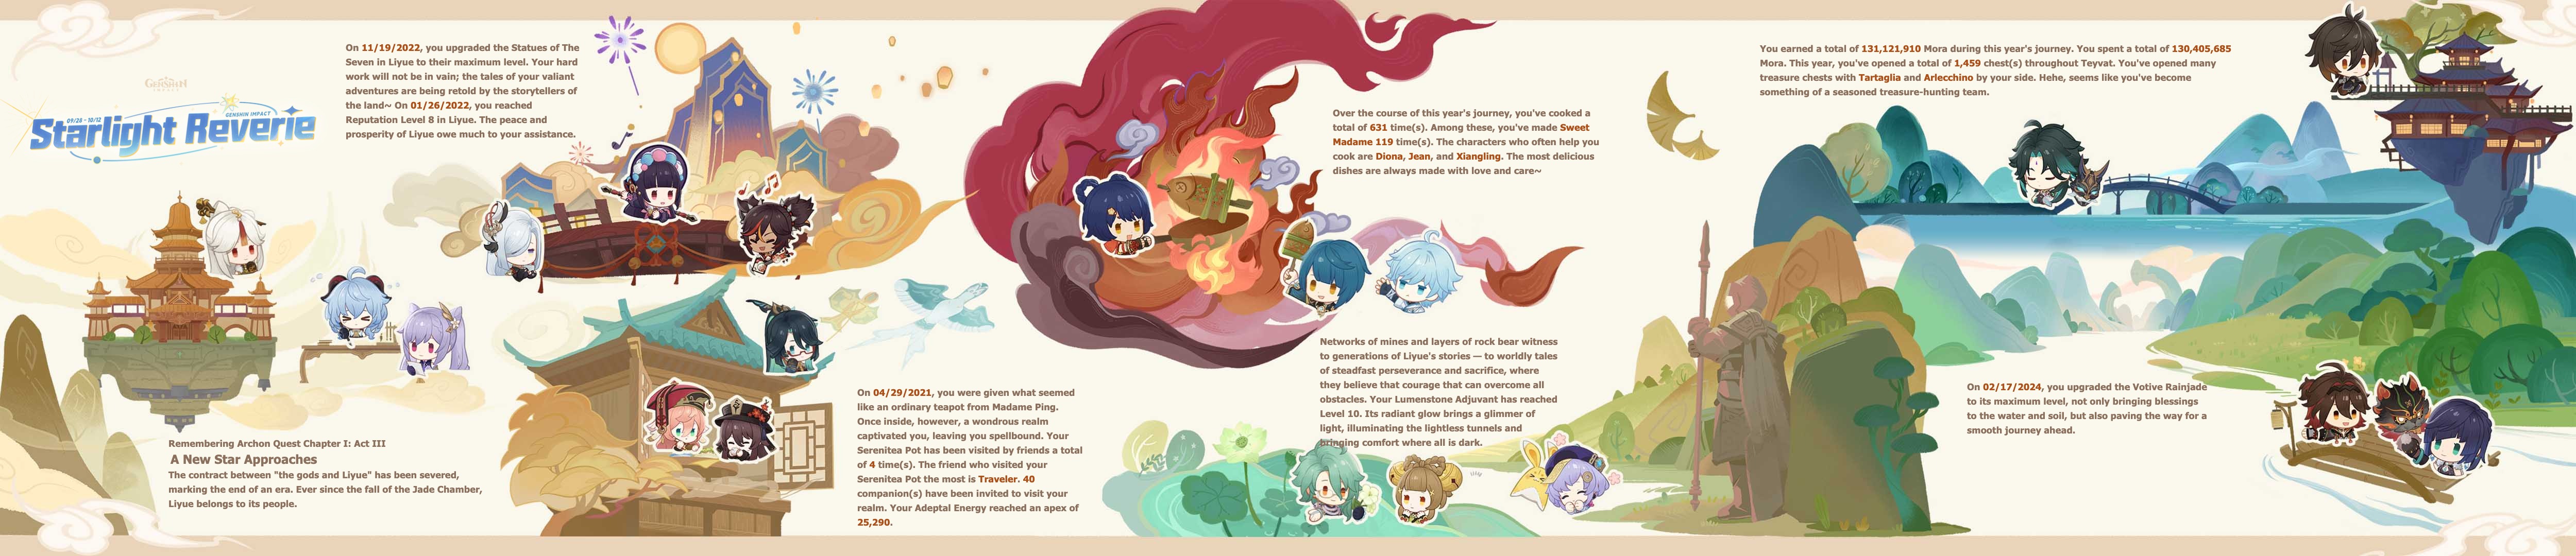 GENSHIN
IMPACT
09/28 - 10/12
GENSHIN IMPACT
Starlight Reverie
On 11/19/2022, you upgraded the Statues of The
Seven in Liyue to their maximum level. Your hard
work will not be in vain; the tales of your valiant
adventures are being retold by the storytellers of
the land~ On 01/26/2022, you reached
Reputation Level 8 in Liyue. The peace and
prosperity of Liyue owe much to your assistance.
Remembering Archon Quest Chapter I: Act III
A New Star Approaches
The contract between "the gods and Liyue" has been severed,
marking the end of an era. Ever since the fall of the Jade Chamber,
Liyue belongs to its people.
On 04/29/2021, you were given what seemed
like an ordinary teapot from Madame Ping.
Once inside, however, a wondrous realm
captivated you, leaving you spellbound. Your
Serenitea Pot has been visited by friends a total
of 4 time(s). The friend who visited your
Serenitea Pot the most is Traveler. 40
companion(s) have been invited to visit your
realm. Your Adeptal Energy reached an apex of
25,290.
Over the course of this year's journey, you've cooked a
total of 631 time(s). Among these, you've made Sweet
Madame 119 time(s). The characters who often help you
cook are Diona, Jean, and Xiangling. The most delicious
dishes are always made with love and care~
Networks of mines and layers of rock bear witness
to generations of Liyue's stories — to worldly tales
of steadfast perseverance and sacrifice, where
they believe that courage that can overcome all
obstacles. Your Lumenstone Adjuvant has reached
Level 10. Its radiant glow brings a glimmer of
light, illuminating the lightless tunnels and
bringing comfort where all is dark.
You earned a total of 131,121,910 Mora during this year's journey. You spent a total of 130,405,685
Mora. This year, you've opened a total of 1,459 chest(s) throughout Teyvat. You've opened many
treasure chests with Tartaglia and Arlecchino by your side. Hehe, seems like you've become
something of a seasoned treasure-hunting team.
On 02/17/2024, you upgraded the Votive Rainjade
to its maximum level, not only bringing blessings
to the water and soil, but also paving the way for a
smooth journey ahead.